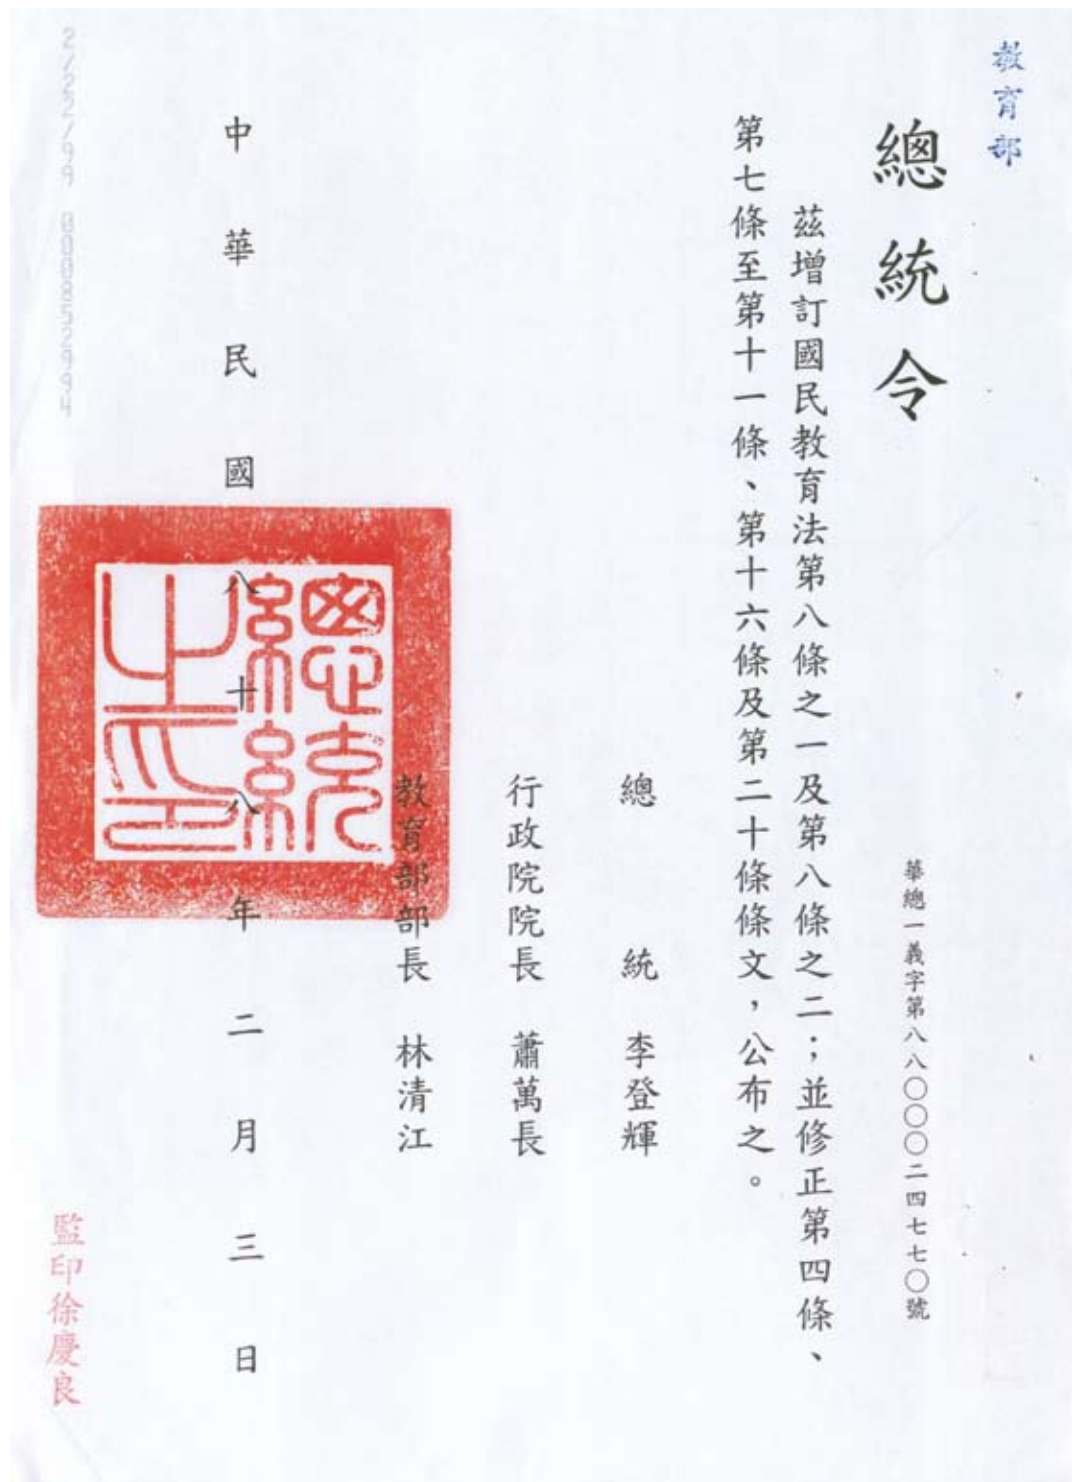 教育部
總統令
華總一義字第八八〇〇〇二四七七〇號
茲增訂國民教育法第八條之一及第八條之二；並修正第四條、
第七條至第十一條、第十六條及第二十條條文，公布之。
總統 李登輝
行政院院長 蕭萬長
教育部部長 林清江
中華民國八十八年二月三日
總統之印
監印徐慶良
2/22/99 00085299